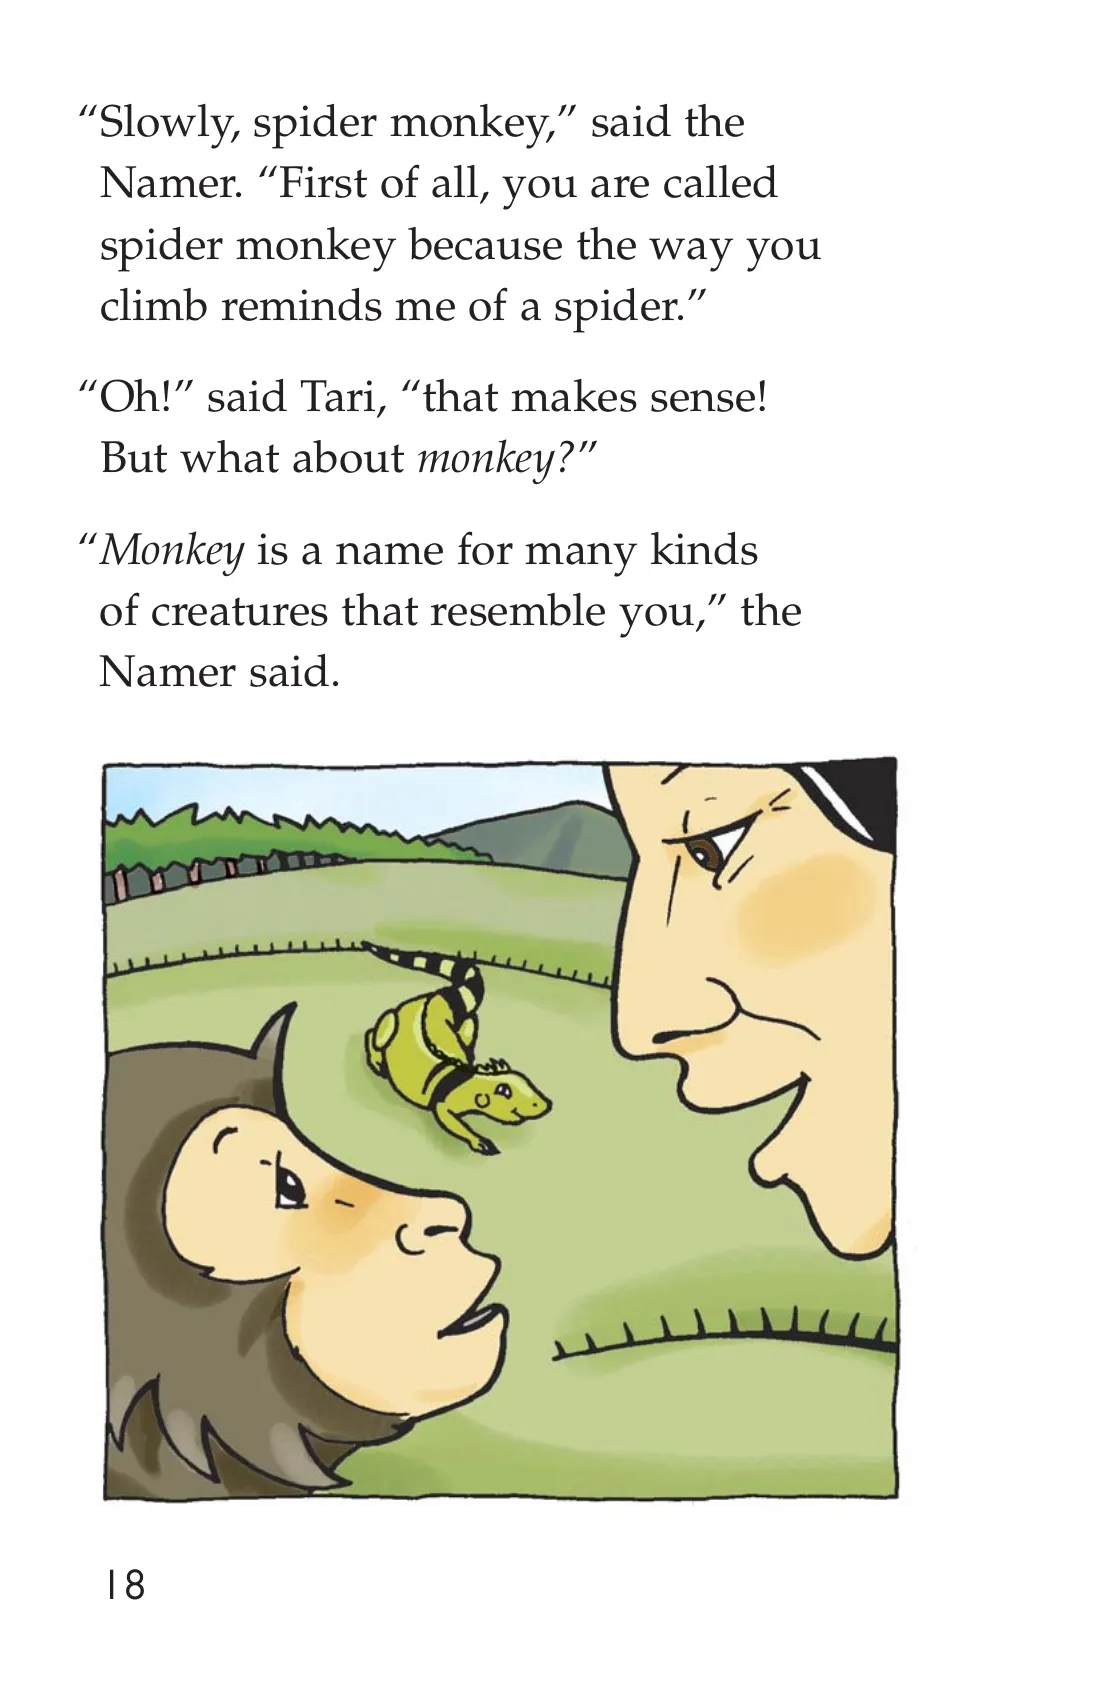 “Slowly, spider monkey,” said the
Namer. “First of all, you are called
spider monkey because the way you
climb reminds me of a spider.”
“Oh!” said Tari, “that makes sense!
But what about monkey?”
“Monkey is a name for many kinds
of creatures that resemble you,” the
Namer said.
18